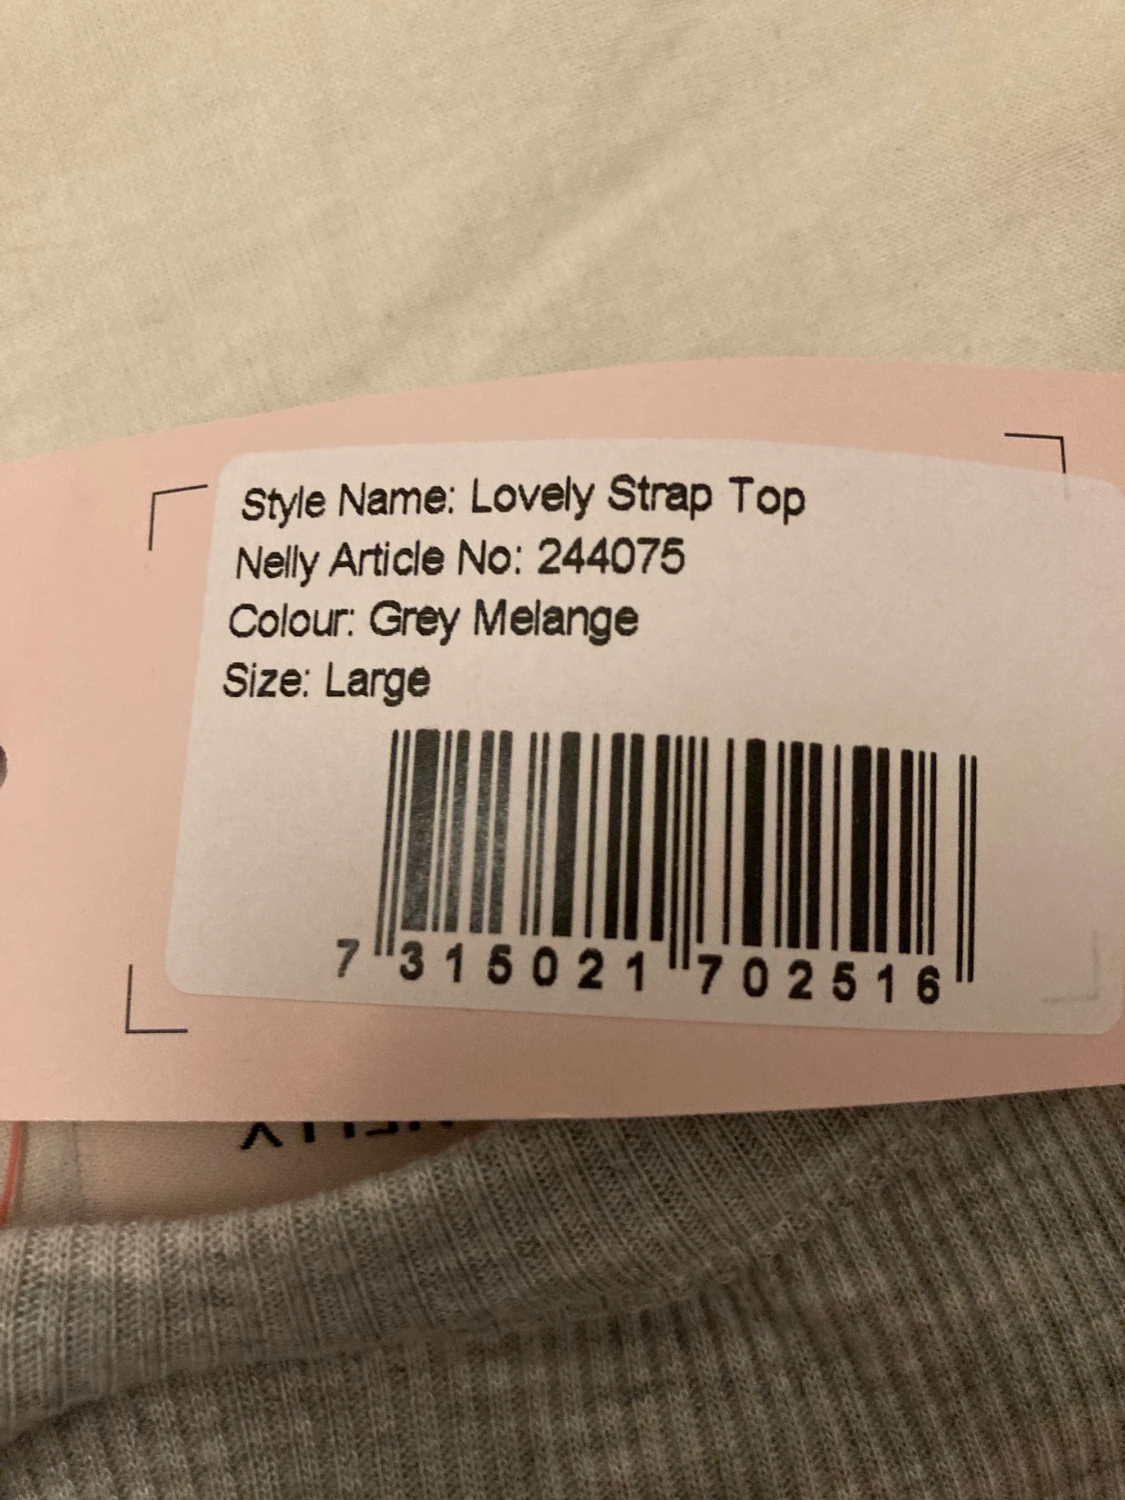 Style Name: Lovely Strap Top
Nelly Article No: 244075
Colour: Grey Melange
Size: Large
7 315021 702516